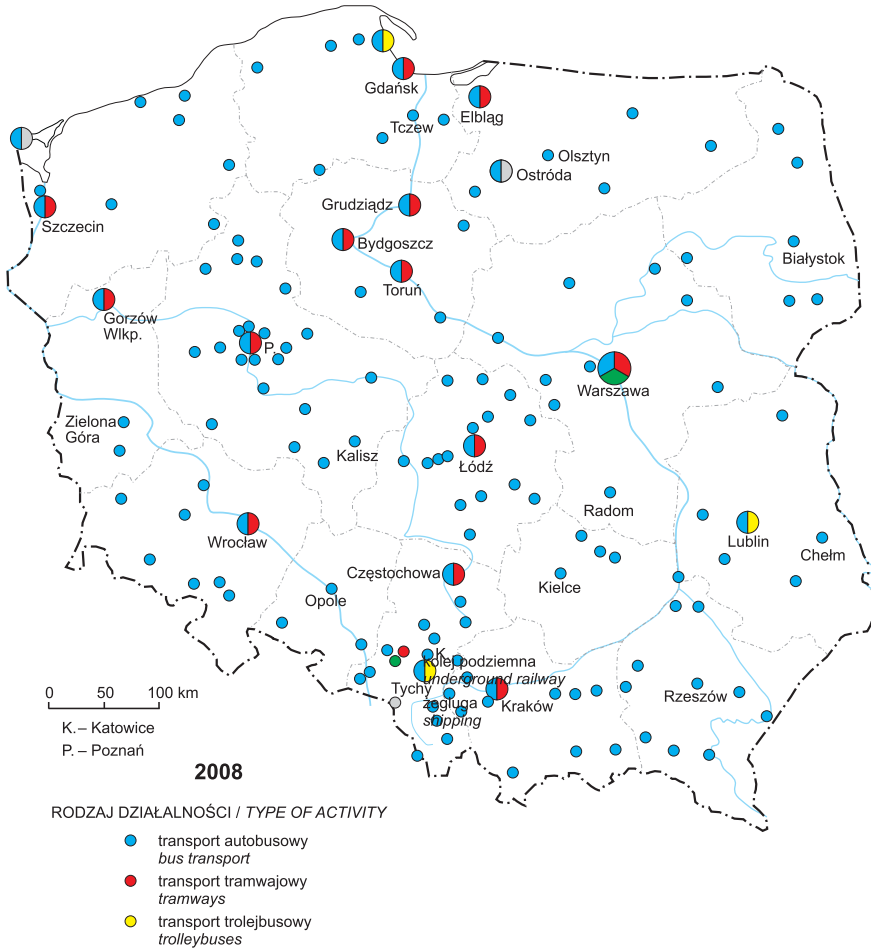 Gdańsk
Elbląg
Tczew
Olsztyn
Ostróda
Grudziądz
Szczecin
Bydgoszcz
Białystok
Toruń
Gorzów
Wlkp.
P.
Warszawa
Zielona
Góra
Kalisz
Łódź
Radom
Wrocław
Lublin
Chełm
Częstochowa
Kielce
Opole
K.
kolej podziemna
underground railway
Tychy
żegluga
shipping
Kraków
Rzeszów
0 50 100 km
K. – Katowice
P. – Poznań
2008
RODZAJ DZIAŁALNOŚCI / TYPE OF ACTIVITY
transport autobusowy
bus transport
transport tramwajowy
tramways
transport trolejbusowy
trolleybuses